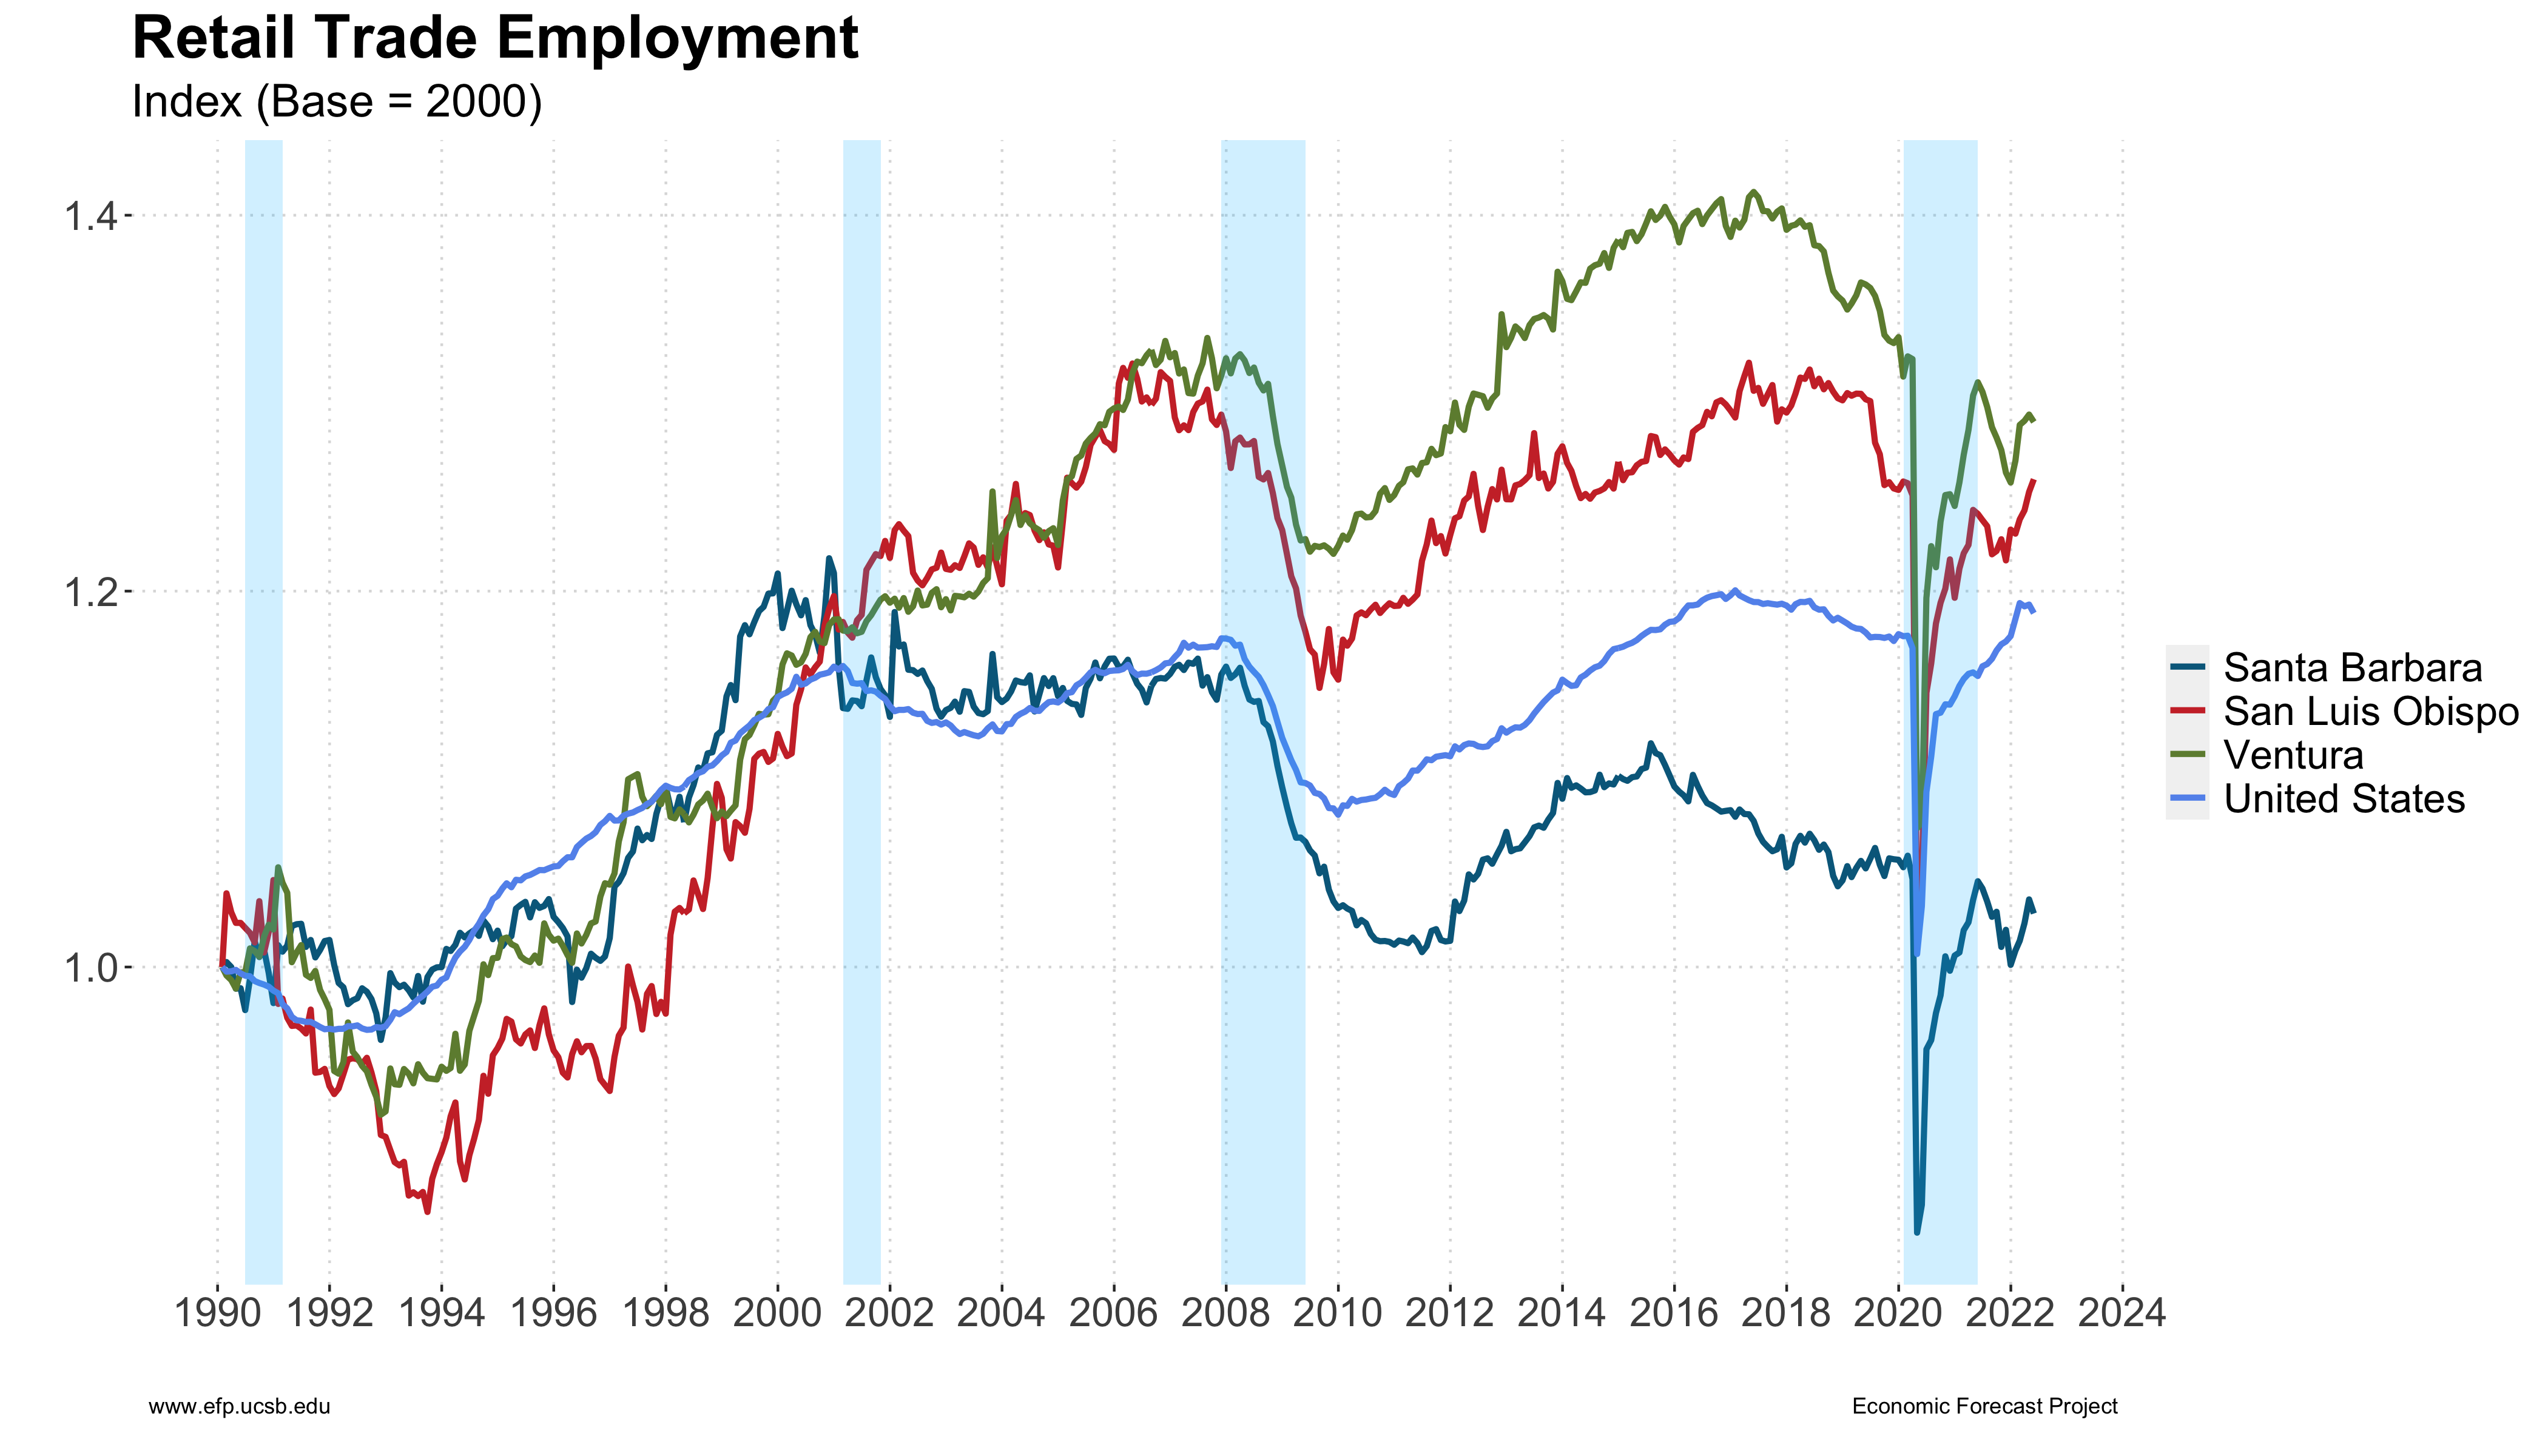 Retail Trade Employment
Index (Base = 2000)
1.4
1.2
1.0
1990 1992 1994 1996 1998 2000 2002 2004 2006 2008 2010 2012 2014 2016 2018 2020 2022 2024
Santa Barbara
San Luis Obispo
Ventura
United States
www.efp.ucsb.edu
Economic Forecast Project